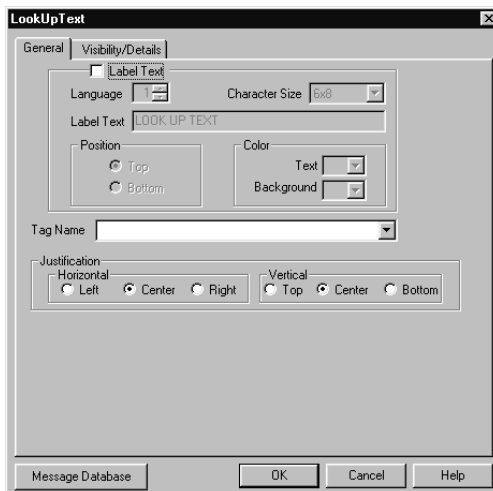 LookUpText
General Visibility/Details
Label Text
Language 1 Character Size 6x8
Label Text LOOK UP TEXT
Position Color
Top Text
Bottom Background
Tag Name
Justification
Horizontal Vertical
Left Center Right Top Center Bottom
Message Database OK Cancel Help